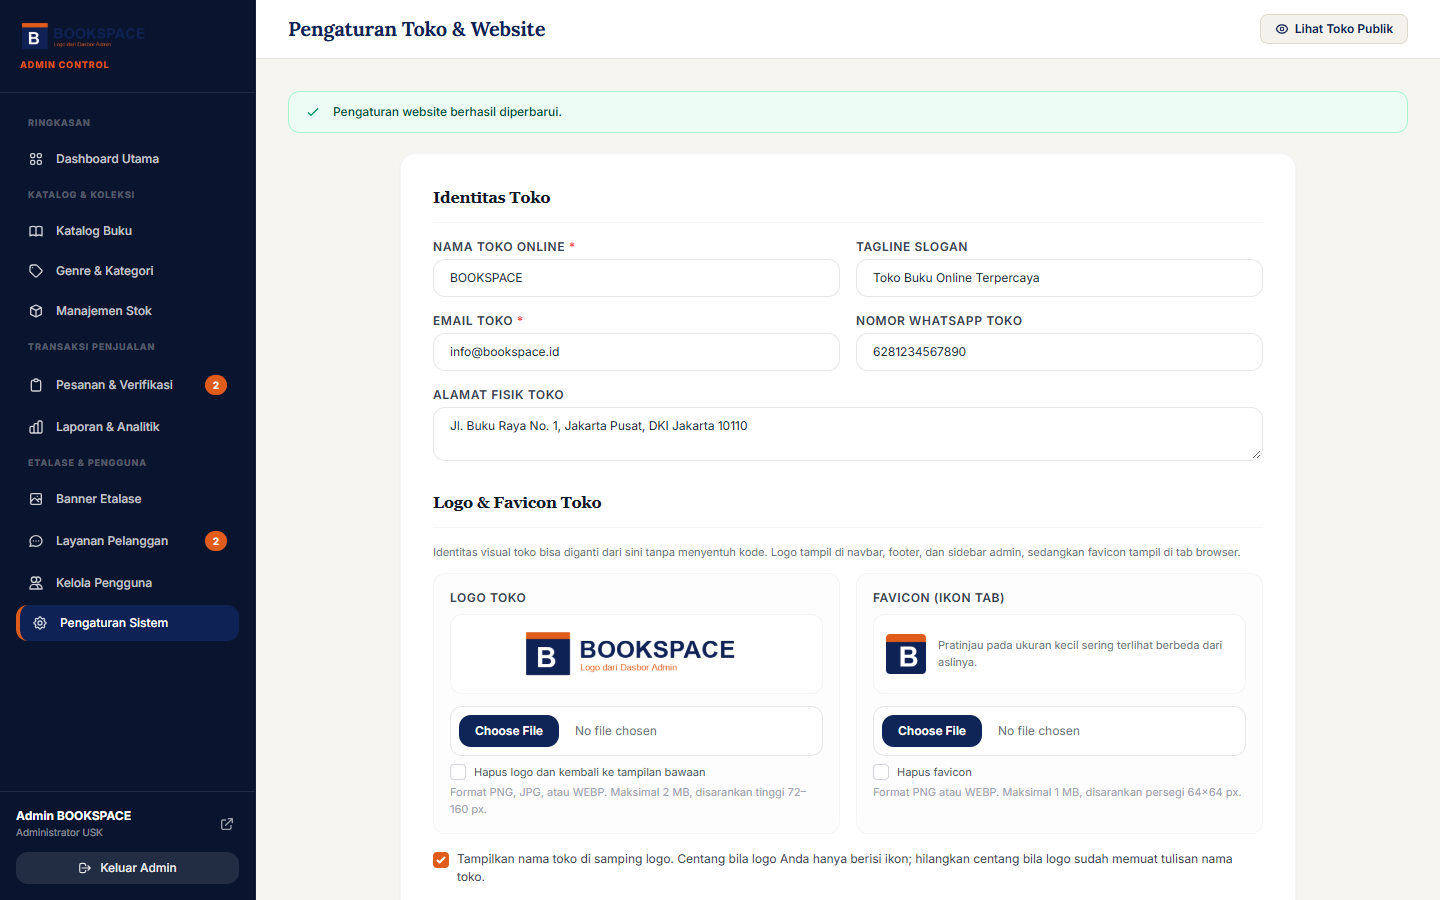 B BOOKSPACE
Logo dari Dasbor Admin
ADMIN CONTROL
RINGKASAN
Dashboard Utama
KATALOG & KOLEKSI
Katalog Buku
Genre & Kategori
Manajemen Stok
TRANSAKSI PENJUALAN
Pesanan & Verifikasi 2
Laporan & Analitik
ETALASE & PENGGUNA
Banner Etalase
Layanan Pelanggan 2
Kelola Pengguna
Pengaturan Sistem
Admin BOOKSPACE
Administrator USK
Keluar Admin
Pengaturan Toko & Website
Lihat Toko Publik
Pengaturan website berhasil diperbarui.
Identitas Toko
NAMA TOKO ONLINE *
BOOKSPACE
TAGLINE SLOGAN
Toko Buku Online Terpercaya
EMAIL TOKO *
info@bookspace.id
NOMOR WHATSAPP TOKO
6281234567890
ALAMAT FISIK TOKO
Jl. Buku Raya No. 1, Jakarta Pusat, DKI Jakarta 10110
Logo & Favicon Toko
Identitas visual toko bisa diganti dari sini tanpa menyentuh kode. Logo tampil di navbar, footer, dan sidebar admin, sedangkan favicon tampil di tab browser.
LOGO TOKO
B BOOKSPACE
Logo dari Dasbor Admin
Choose File No file chosen
Hapus logo dan kembali ke tampilan bawaan
Format PNG, JPG, atau WEBP. Maksimal 2 MB, disarankan tinggi 72–
160 px.
FAVICON (IKON TAB)
B
Pratinjau pada ukuran kecil sering terlihat berbeda dari
aslinya.
Choose File No file chosen
Hapus favicon
Format PNG atau WEBP. Maksimal 1 MB, disarankan persegi 64×64 px.
Tampilkan nama toko di samping logo. Centang bila logo Anda hanya berisi ikon; hilangkan centang bila logo sudah memuat tulisan nama
toko.